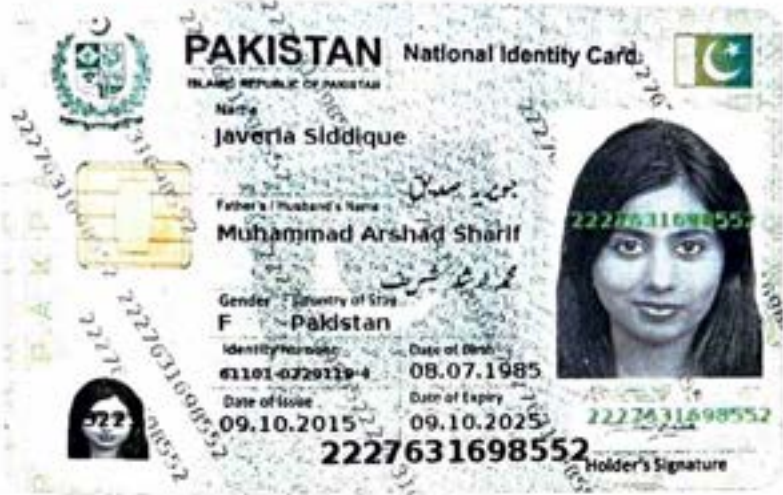 PAKISTAN National Identity Card
ISLAMIC REPUBLIC OF PAKISTAN
Name
Javeria Siddique
جویریہ صدیق
Father's / Husband's Name
Muhammad Arshad Sharif
محمد ارشد شریف
Gender Country of Stay
F Pakistan
Identity Number Date of Birth
08.07.1985
Date of Issue Date of Expiry
09.10.2015 09.10.2025
2227631698552
2227631698552
2227631698552
Holder's Signature